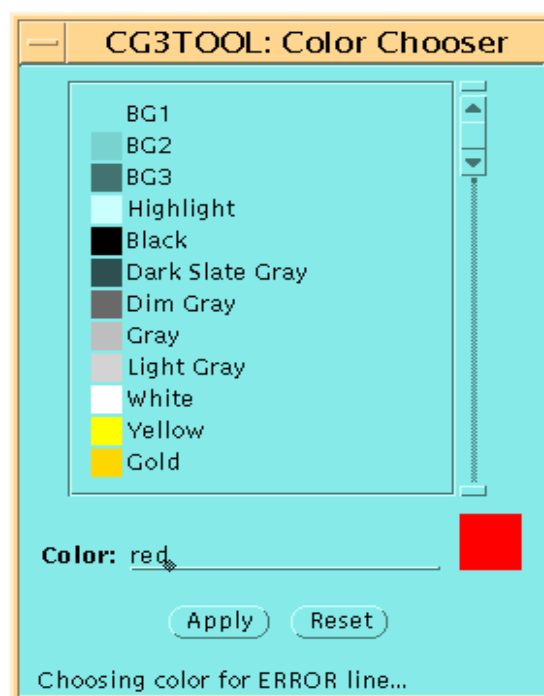 CG3TOOL: Color Chooser
BG1
BG2
BG3
Highlight
Black
Dark Slate Gray
Dim Gray
Gray
Light Gray
White
Yellow
Gold
Color: red
Apply Reset
Choosing color for ERROR line...